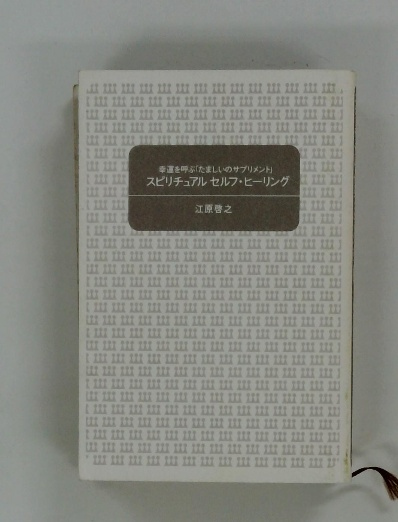 幸運を呼ぶ「たましいのサプリメント」
スピリチュアル セルフ・ヒーリング
江原啓之